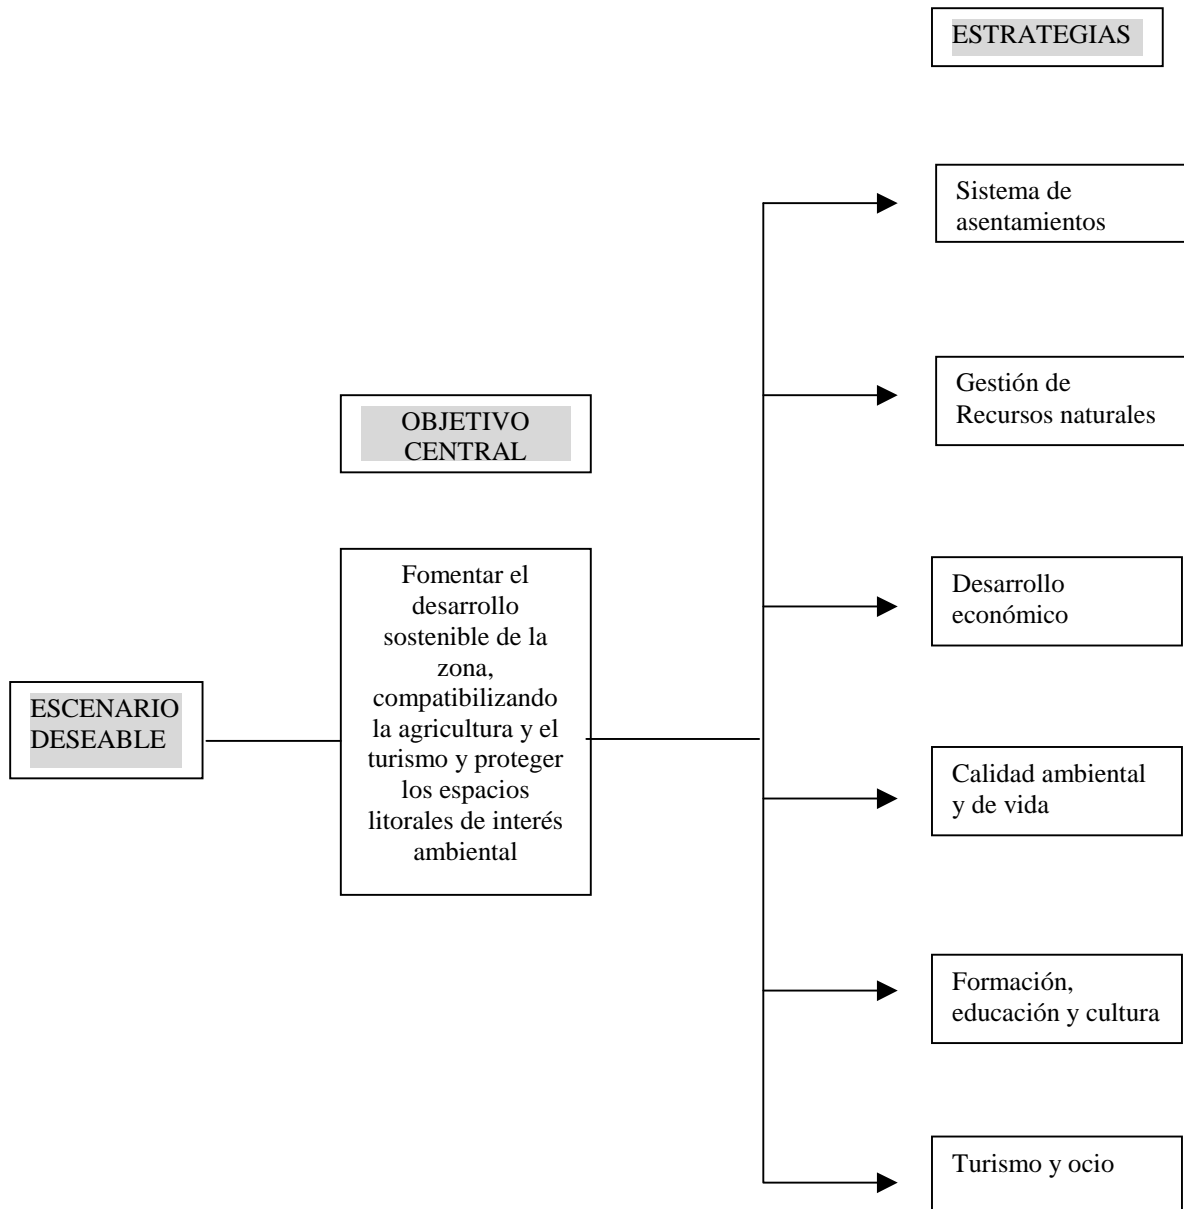 ESTRATEGIAS
Sistema de
asentamientos
Gestión de
Recursos naturales
OBJETIVO
CENTRAL
Fomentar el
desarrollo
sostenible de la
zona,
compatibilizando
la agricultura y el
turismo y proteger
los espacios
litorales de interés
ambiental
Desarrollo
económico
ESCENARIO
DESEABLE
Calidad ambiental
y de vida
Formación,
educación y cultura
Turismo y ocio